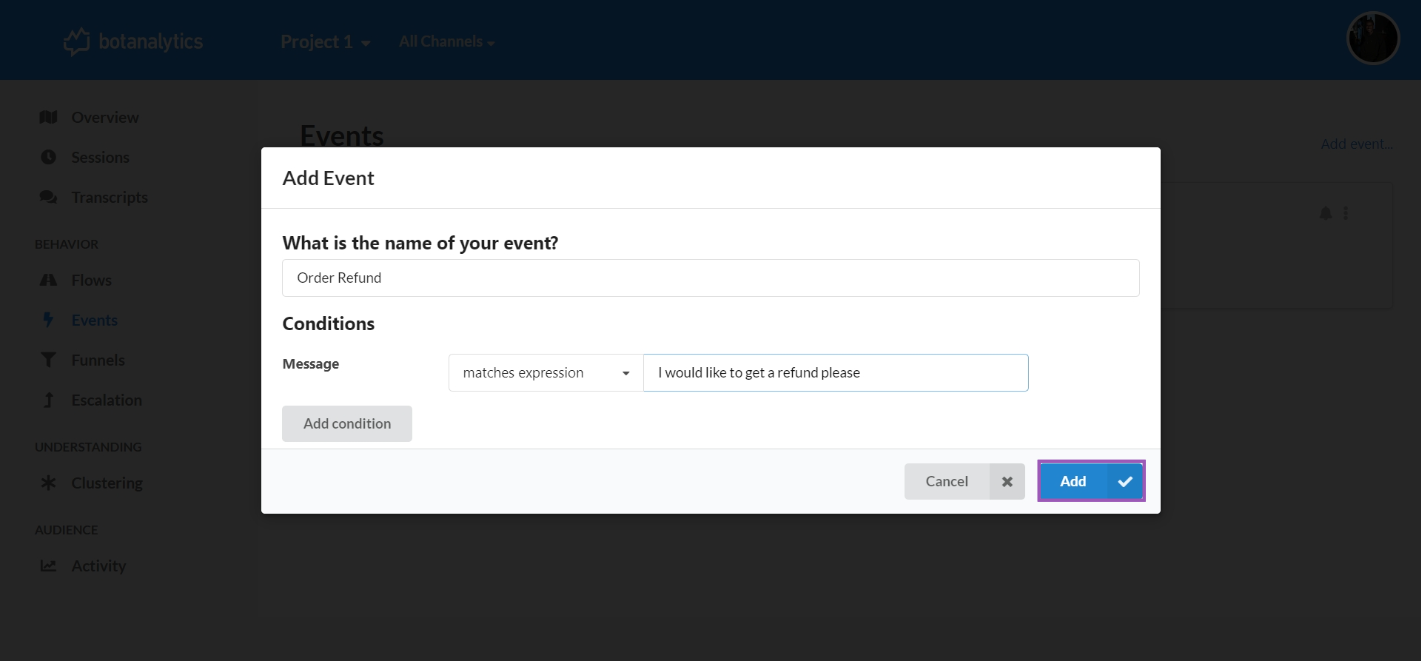 botanalytics
Project 1
All Channels
Overview
Sessions
Transcripts
BEHAVIOR
Flows
Events
Funnels
Escalation
UNDERSTANDING
Clustering
AUDIENCE
Activity
Events
Add event...
Add Event
What is the name of your event?
Order Refund
Conditions
Message matches expression I would like to get a refund please
Add condition
Cancel Add